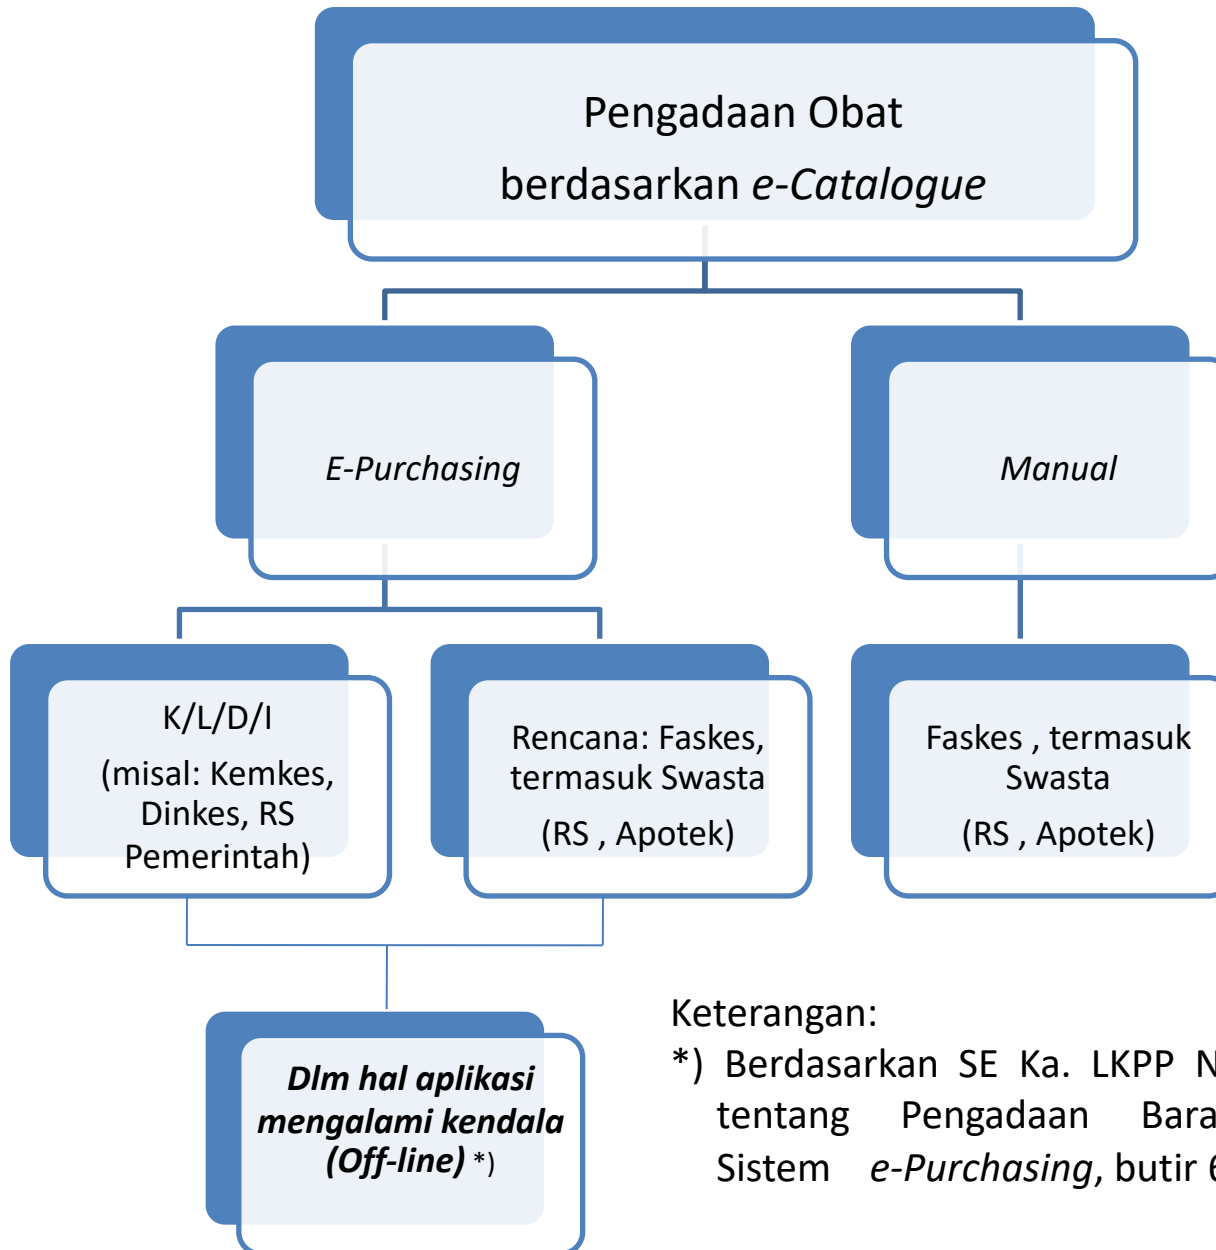 Pengadaan Obat
berdasarkan e-Catalogue
E-Purchasing
Manual
K/L/D/I
(misal: Kemkes,
Dinkes, RS
Pemerintah)
Rencana: Faskes,
termasuk Swasta
(RS , Apotek)
Faskes , termasuk
Swasta
(RS , Apotek)
Dlm hal aplikasi
mengalami kendala
(Off-line) *)
Keterangan:
*) Berdasarkan SE Ka. LKPP
tentang Pengadaan
Sistem e-Purchasing, butir